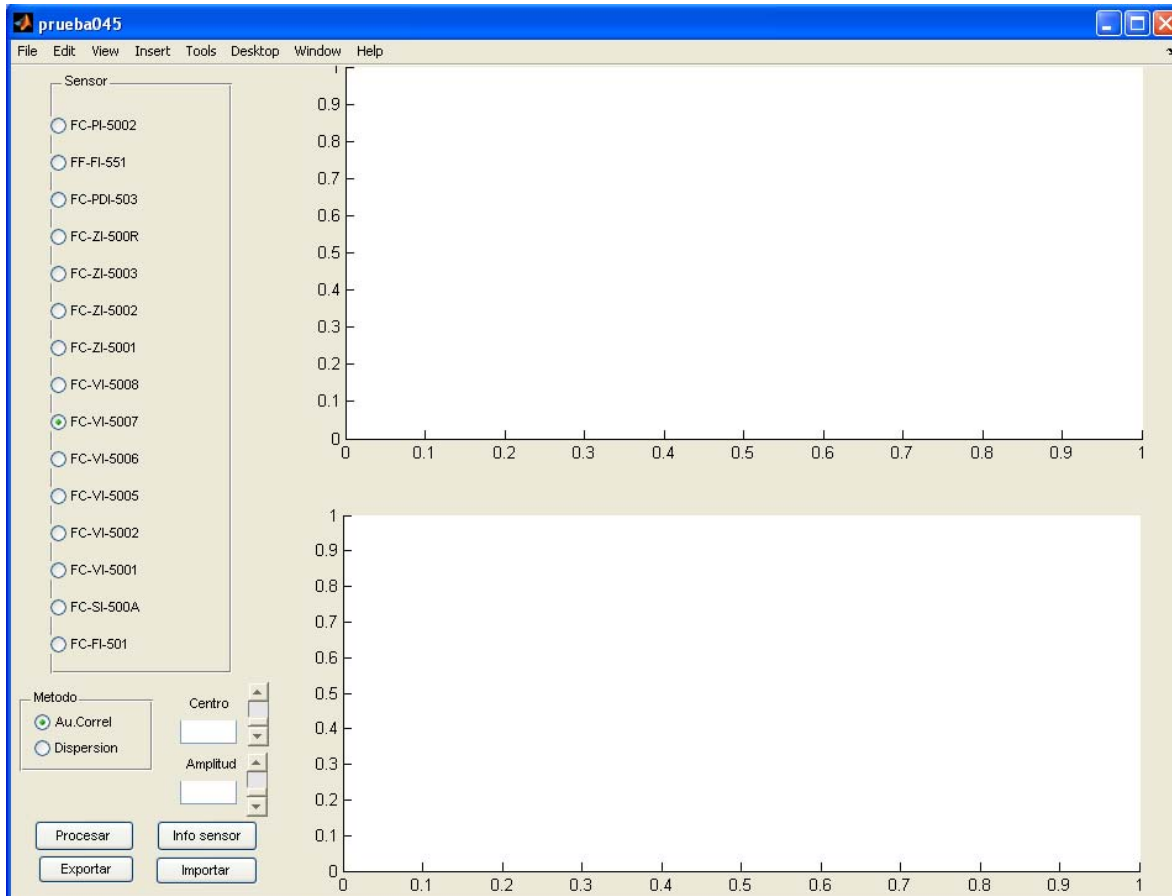 prueba045
File Edit View Insert Tools Desktop Window Help
Sensor
FC-PI-5002
FF-FI-551
FC-PDI-503
FC-ZI-500R
FC-ZI-5003
FC-ZI-5002
FC-ZI-5001
FC-VI-5008
FC-VI-5007
FC-VI-5006
FC-VI-5005
FC-VI-5002
FC-VI-5001
FC-SI-500A
FC-FI-501
Metodo
Au.Correl
Dispersion
Centro
Amplitud
Procesar Info sensor
Exportar Importar
1
0.9
0.8
0.7
0.6
0.5
0.4
0.3
0.2
0.1
0
0 0.1 0.2 0.3 0.4 0.5 0.6 0.7 0.8 0.9 1
1
0.9
0.8
0.7
0.6
0.5
0.4
0.3
0.2
0.1
0
0 0.1 0.2 0.3 0.4 0.5 0.6 0.7 0.8 0.9 1